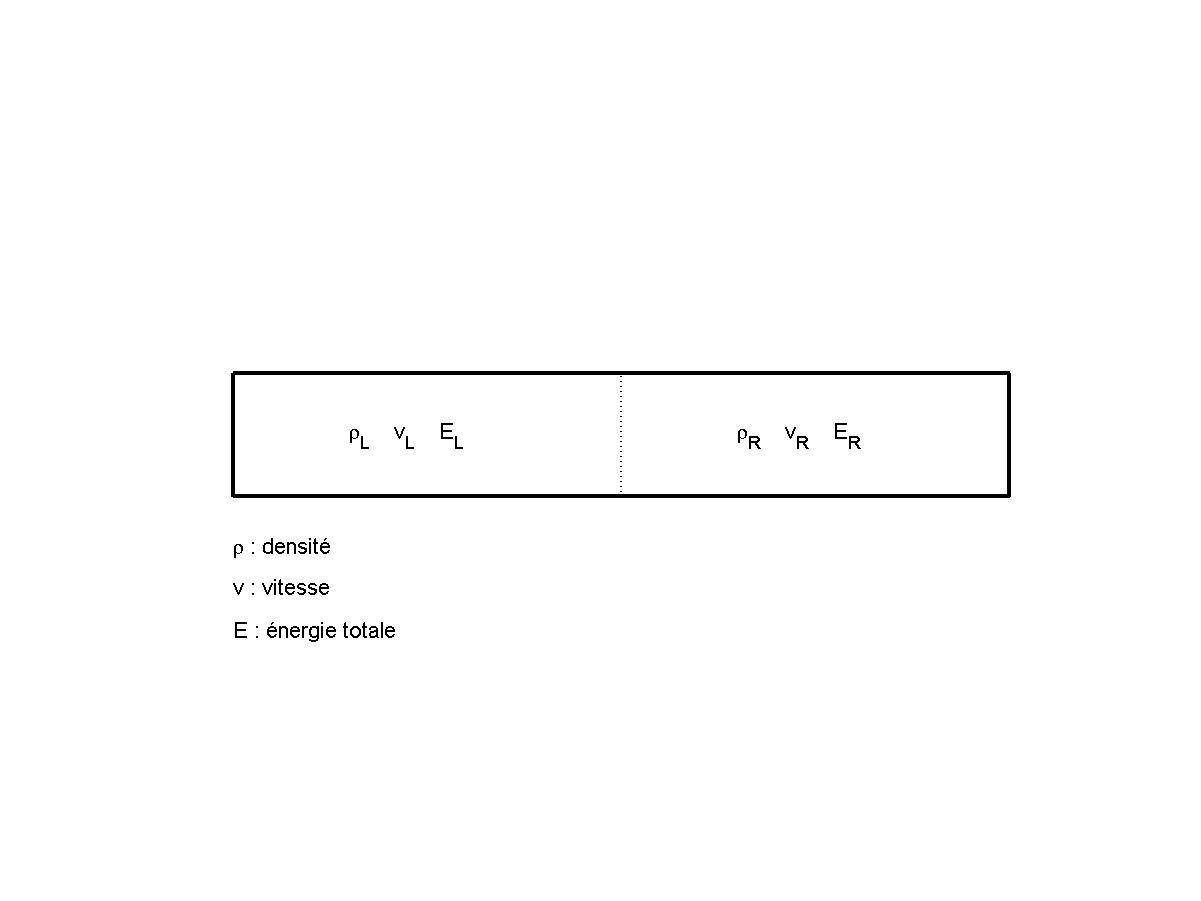 ρL vL EL ρR vR ER
ρ : densité
v : vitesse
E : énergie totale